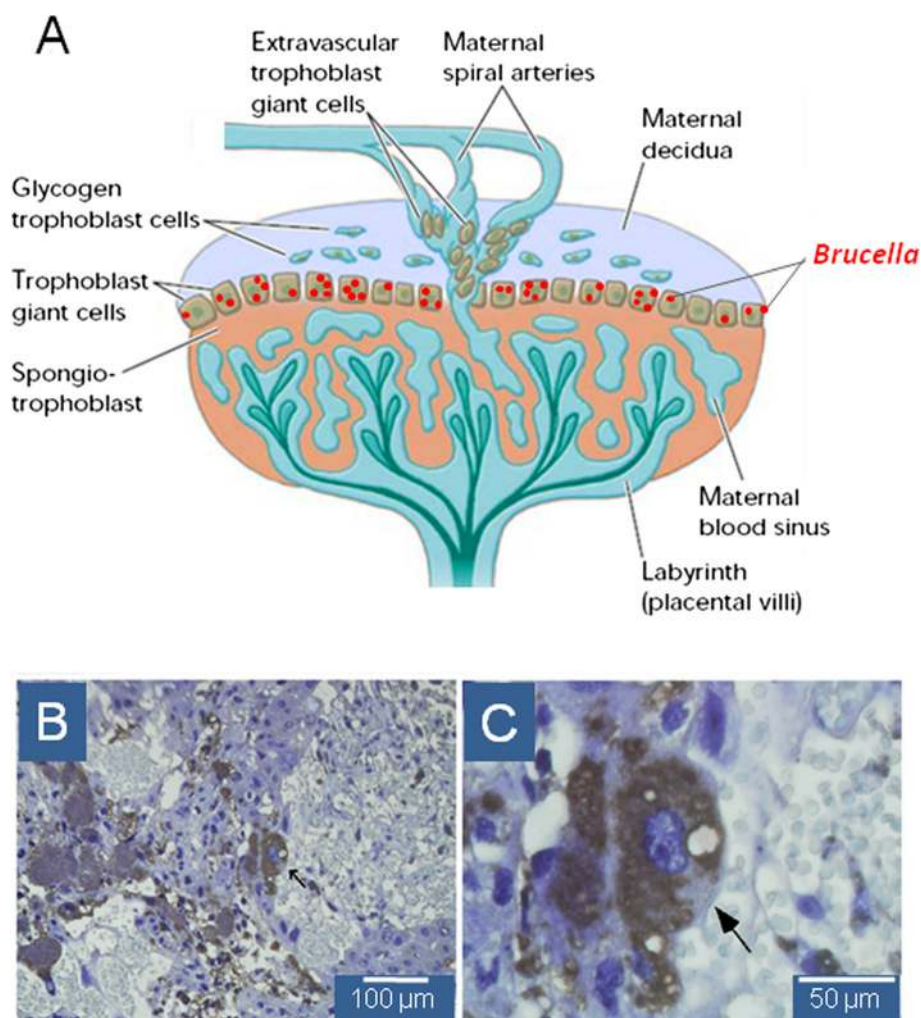 A
Extravascular
trophoblast
giant cells
Maternal
spiral arteries
Maternal
decidua
Glycogen
trophoblast cells
Brucella
Trophoblast
giant cells
Spongio-
trophoblast
Maternal
blood sinus
Labyrinth
(placental villi)
B
100 µm
C
50 µm